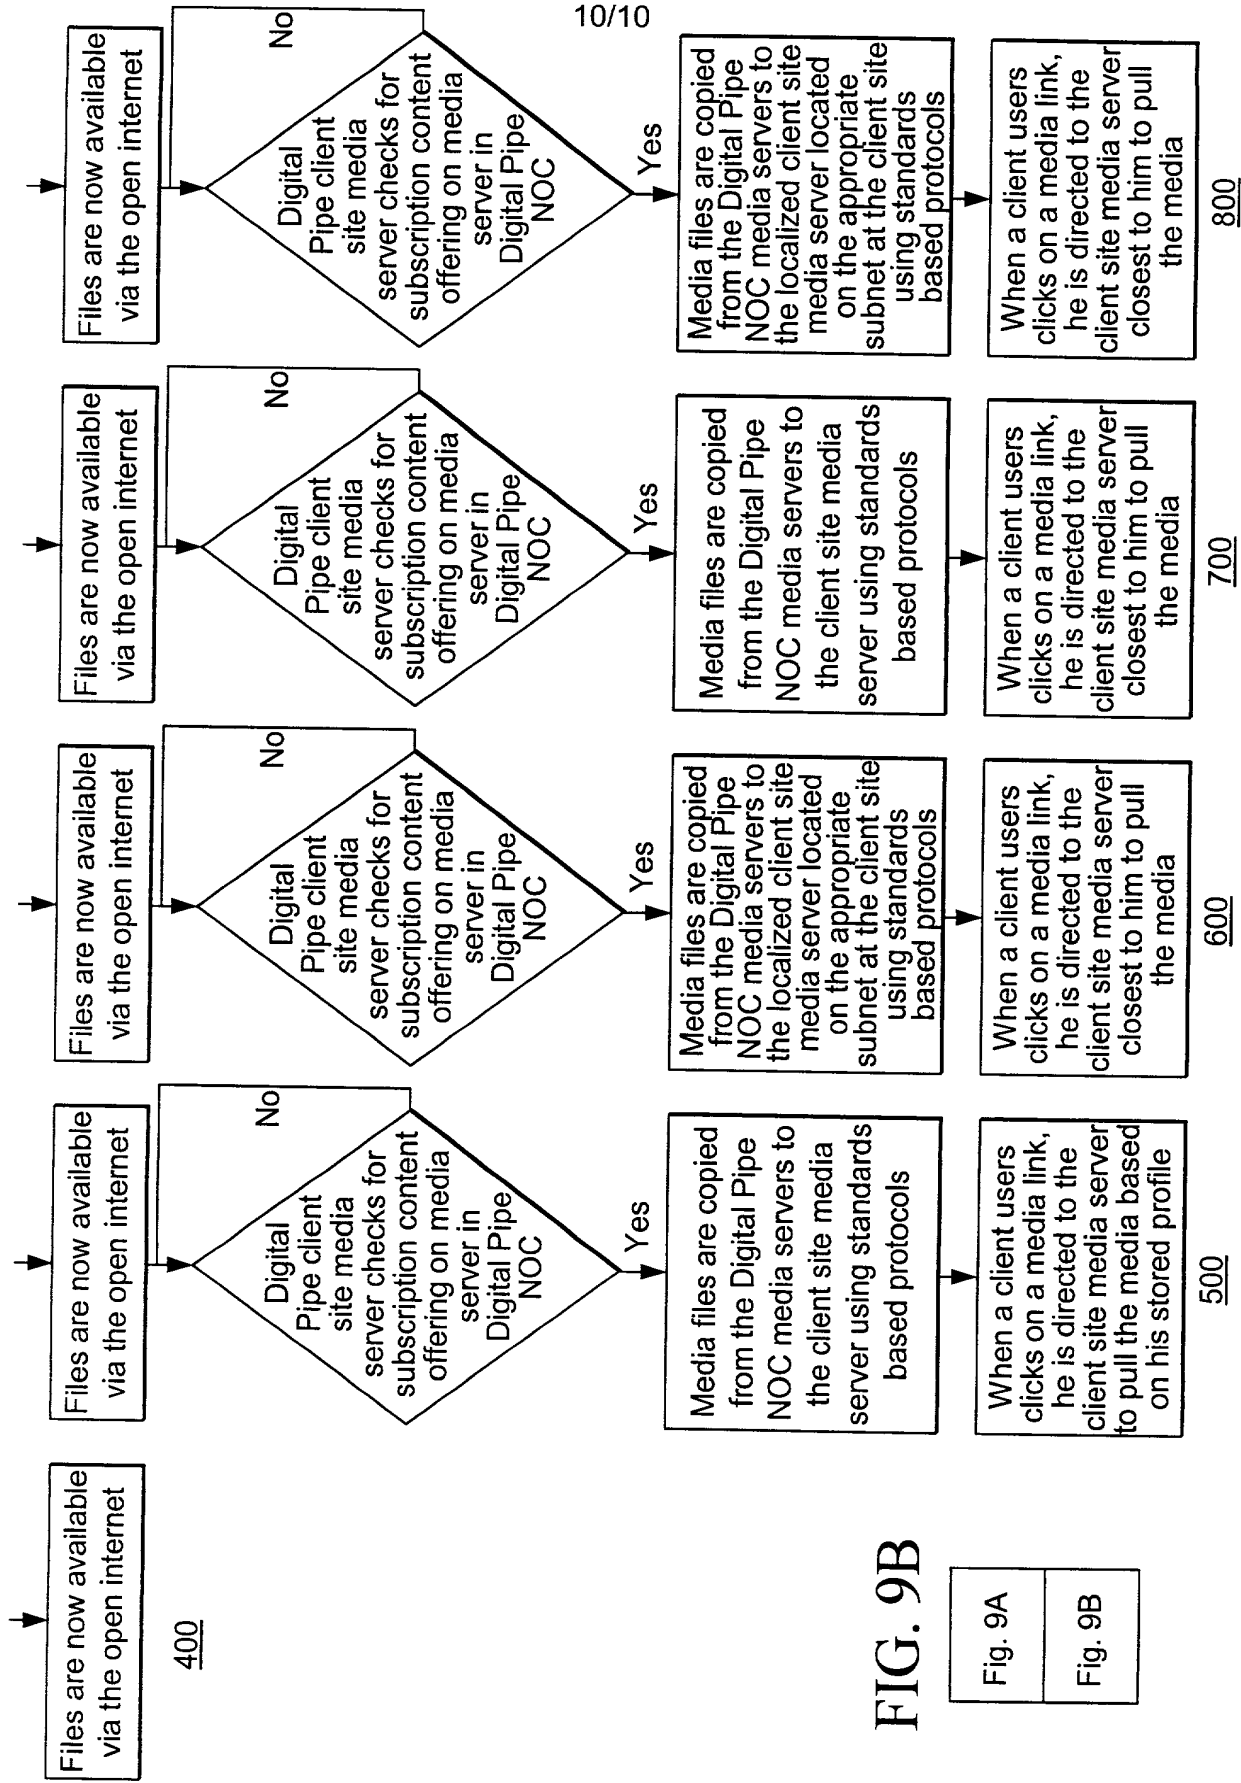 10/10
Files are now available
via the open internet
400
Files are now available
via the open internet
No
Digital
Pipe client
site media
server checks for
subscription content
offering on media
server in
Digital Pipe
NOC
Yes
Media files are copied
from the Digital Pipe
NOC media servers to
the client site media
server using standards
based protocols
When a client users
clicks on a media link,
he is directed to the
client site media server
to pull the media based
on his stored profile
500
Files are now available
via the open internet
No
Digital
Pipe client
site media
server checks for
subscription content
offering on media
server in
Digital Pipe
NOC
Yes
Media files are copied
from the Digital Pipe
NOC media servers to
the localized client site
media server located
on the appropriate
subnet at the client site
using standards
based protocols
When a client users
clicks on a media link,
he is directed to the
client site media server
closest to him to pull
the media
600
Files are now available
via the open internet
No
Digital
Pipe client
site media
server checks for
subscription content
offering on media
server in
Digital Pipe
NOC
Yes
Media files are copied
from the Digital Pipe
NOC media servers to
the client site media
server using standards
based protocols
When a client users
clicks on a media link,
he is directed to the
client site media server
closest to him to pull
the media
700
Files are now available
via the open internet
No
Digital
Pipe client
site media
server checks for
subscription content
offering on media
server in
Digital Pipe
NOC
Yes
Media files are copied
from the Digital Pipe
NOC media servers to
the localized client site
media server located
on the appropriate
subnet at the client site
using standards
based protocols
When a client users
clicks on a media link,
he is directed to the
client site media server
closest to him to pull
the media
800
FIG. 9B
Fig. 9A
Fig. 9B